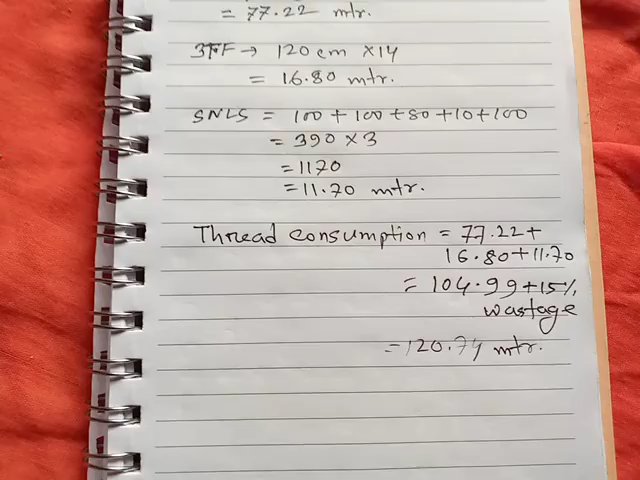 = 77.22 mtr.
3TF → 120 cm × 14
= 16.80 mtr.
SNLS = 100 + 100 + 80 + 10 + 100
= 390 × 3
= 1170
= 11.70 mtr.
Thread consumption = 77.22 +
16.80 + 11.70
= 104.99 + 15%
wastage
= 120.74 mtr.